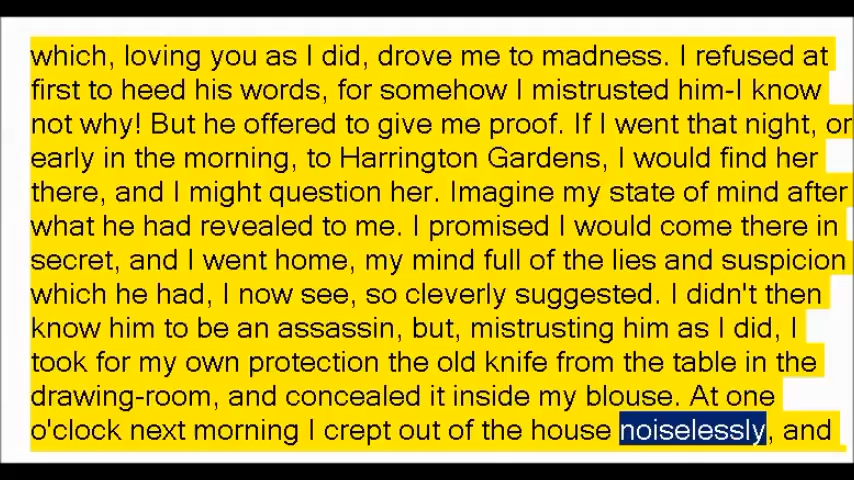 which, loving you as I did, drove me to madness. I refused at
first to heed his words, for somehow I mistrusted him-I know
not why! But he offered to give me proof. If I went that night, or
early in the morning, to Harrington Gardens, I would find her
there, and I might question her. Imagine my state of mind after
what he had revealed to me. I promised I would come there in
secret, and I went home, my mind full of the lies and suspicion
which he had, I now see, so cleverly suggested. I didn't then
know him to be an assassin, but, mistrusting him as I did, I
took for my own protection the old knife from the table in the
drawing-room, and concealed it inside my blouse. At one
o'clock next morning I crept out of the house noiselessly, and